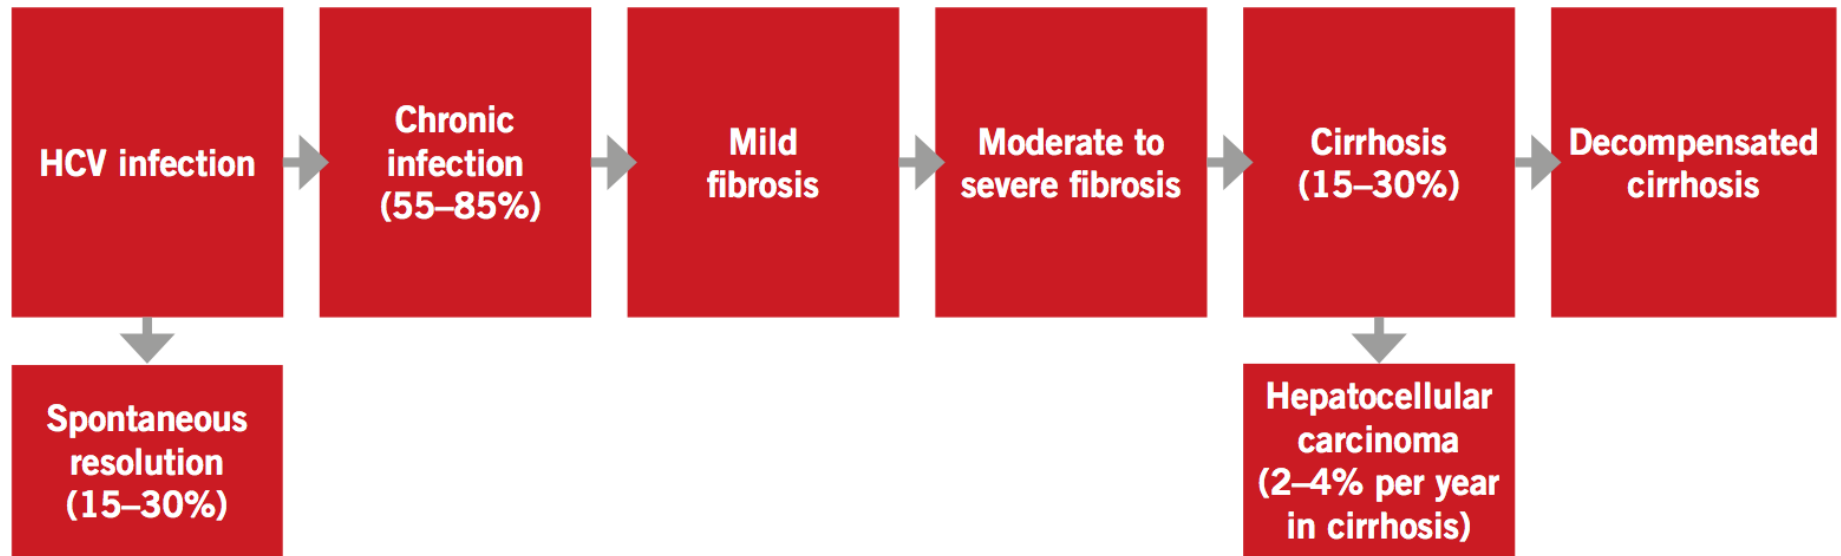 HCV infection
Chronic
infection
(55–85%)
Mild
fibrosis
Moderate to
severe fibrosis
Cirrhosis
(15–30%)
Decompensated
cirrhosis
Spontaneous
resolution
(15–30%)
Hepatocellular
carcinoma
(2–4% per year
in cirrhosis)